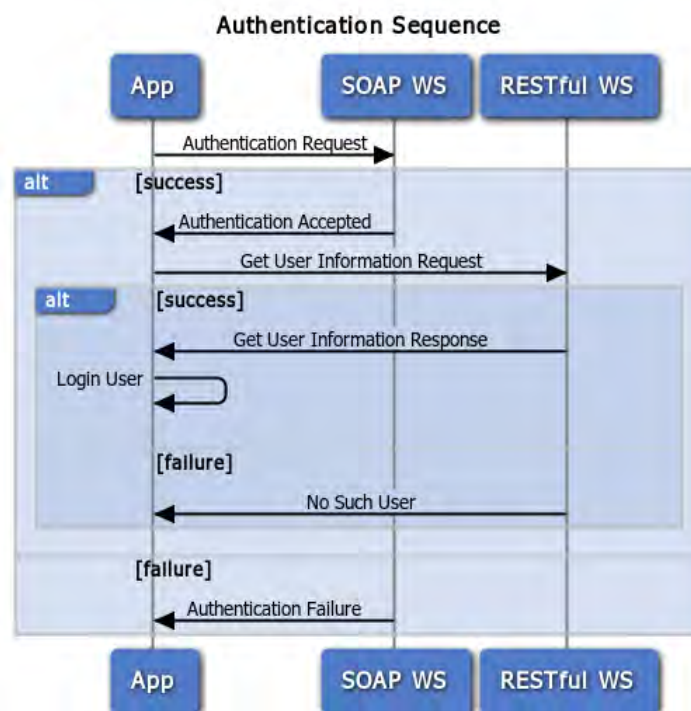 Authentication Sequence
App
SOAP WS
RESTful WS
Authentication Request
alt
[success]
Authentication Accepted
Get User Information Request
alt
[success]
Get User Information Response
Login User
[failure]
No Such User
[failure]
Authentication Failure
App
SOAP WS
RESTful WS